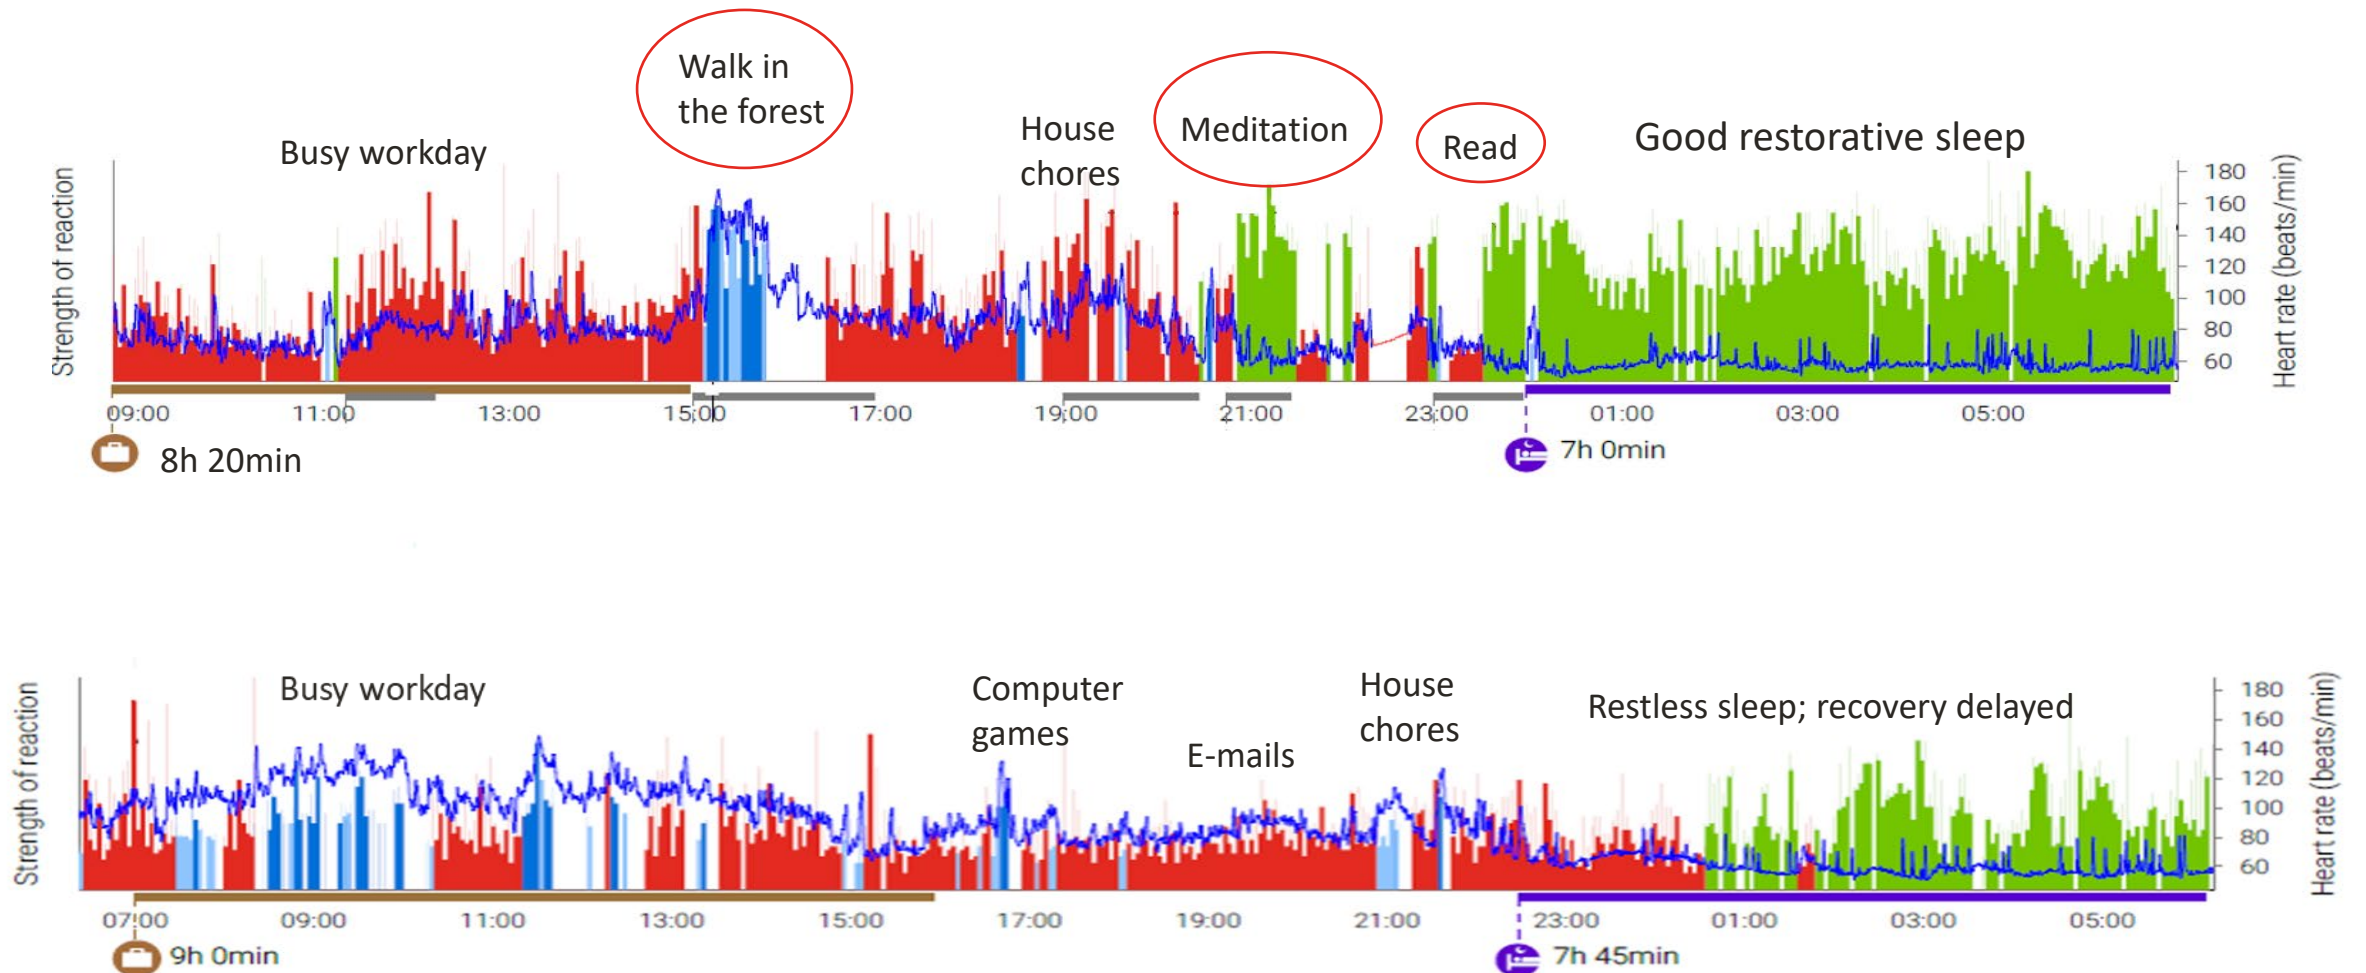 Walk in
the forest
Busy workday
House
chores
Meditation
Read
Good restorative sleep
Strength of reaction
180
160
140
120
100
80
60
Heart rate (beats/min)
09:00 11:00 13:00 15:00 17:00 19:00 21:00 23:00 01:00 03:00 05:00
8h 20min
7h 0min
Busy workday
Computer
games
E-mails
House
chores
Restless sleep; recovery delayed
Strength of reaction
180
160
140
120
100
80
60
Heart rate (beats/min)
07:00 09:00 11:00 13:00 15:00 17:00 19:00 21:00 23:00 01:00 03:00 05:00
9h 0min
7h 45min